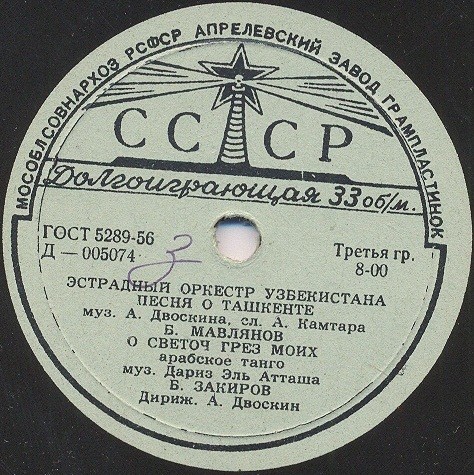 МОСОБЛСОВНАРХОЗ РСФСР АПРЕЛЕВСКИЙ ЗАВОД ГРАМПЛАСТИНОК
СССР
Долгоиграющая 33 об/м.
ГОСТ 5289-56
Д — 005074
3
Третья гр.
8-00
ЭСТРАДНЫЙ ОРКЕСТР УЗБЕКИСТАНА
ПЕСНЯ О ТАШКЕНТЕ
муз. А. Двоскина, сл. А. Камтара
Б. МАВЛЯНОВ
О СВЕТОЧ ГРЕЗ МОИХ
арабское танго
муз. Дариз Эль Атташа
Б. ЗАКИРОВ
Дириж. А. Двоскин